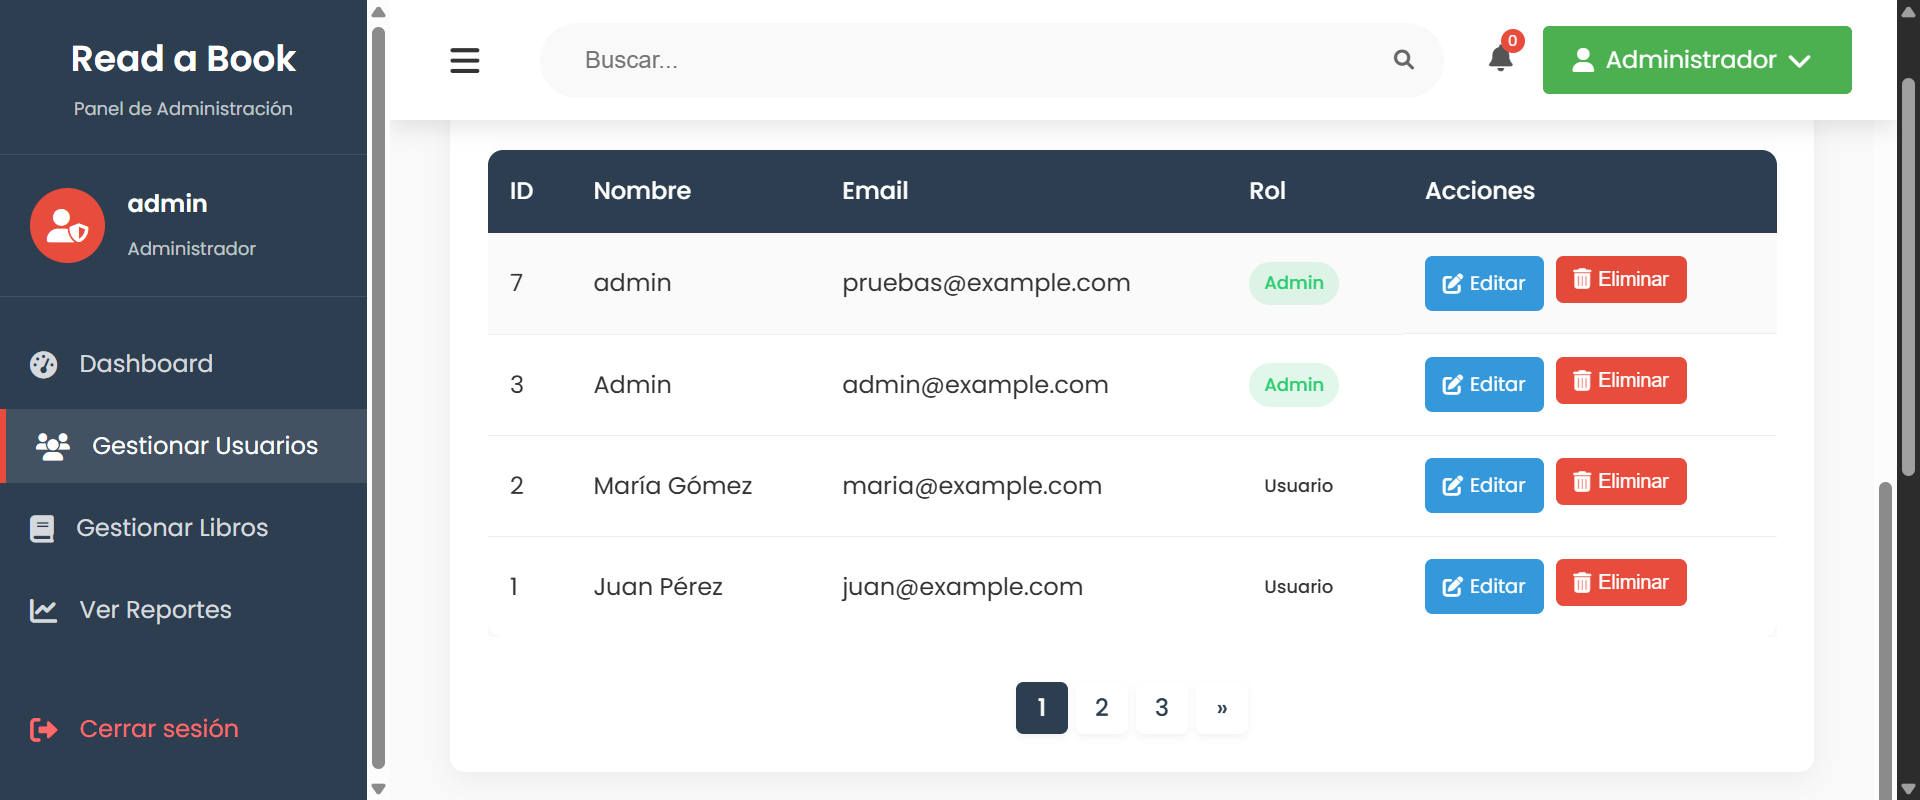 Read a Book
Panel de Administración
admin
Administrador
Dashboard
Gestionar Usuarios
Gestionar Libros
Ver Reportes
Cerrar sesión
Buscar...
0
Administrador
ID Nombre Email Rol Acciones
7 admin pruebas@example.com Admin Editar Eliminar
3 Admin admin@example.com Admin Editar Eliminar
2 María Gómez maria@example.com Usuario Editar Eliminar
1 Juan Pérez juan@example.com Usuario Editar Eliminar
1 2 3 »